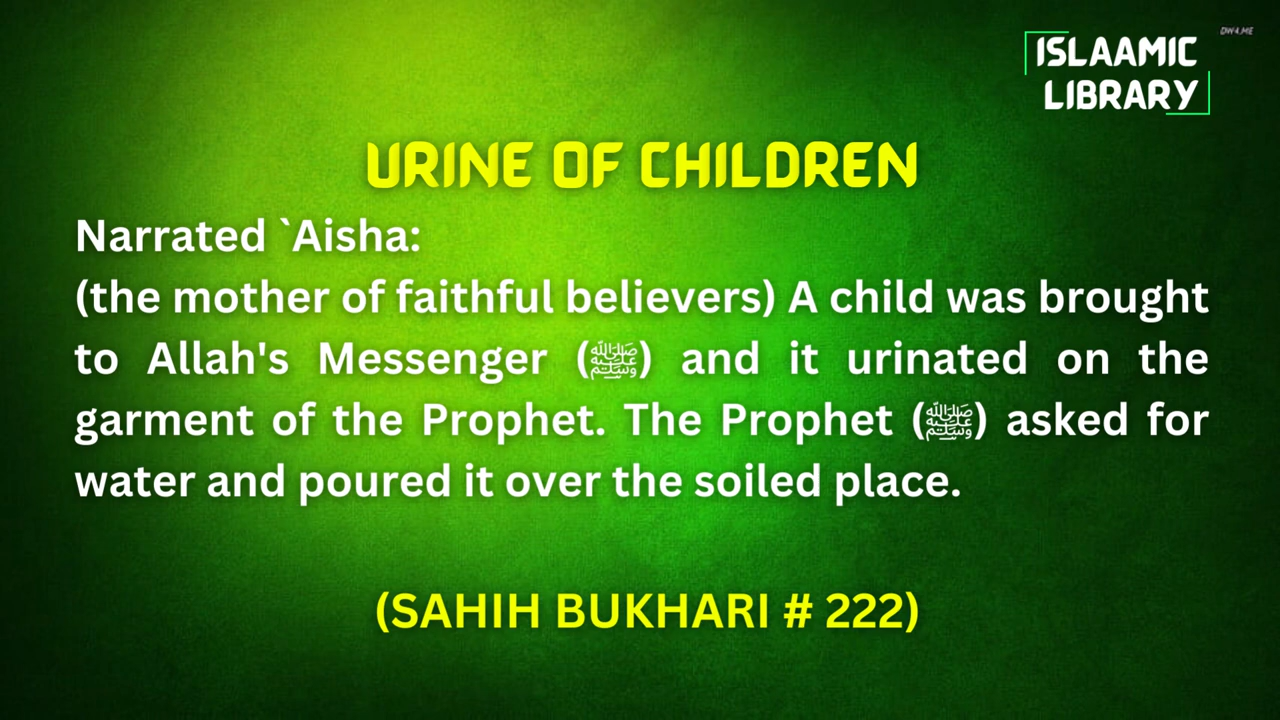 DW4.ME
ISLAAMIC
LIBRARY
URINE OF CHILDREN
Narrated `Aisha:
(the mother of faithful believers) A child was brought
to Allah's Messenger (ﷺ) and it urinated on the
garment of the Prophet. The Prophet (ﷺ) asked for
water and poured it over the soiled place.
(SAHIH BUKHARI # 222)